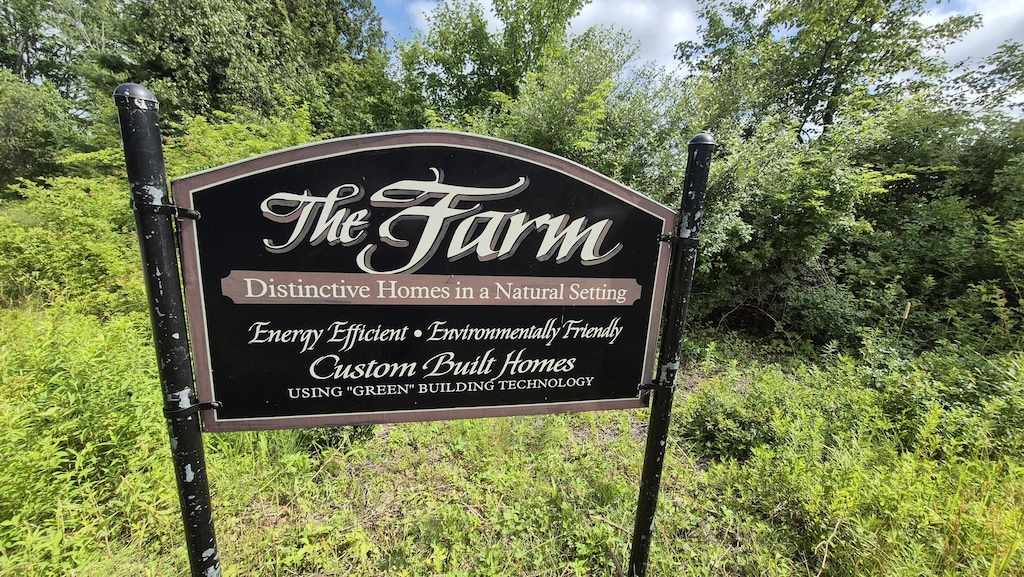 The Farm
Distinctive Homes in a Natural Setting
Energy Efficient • Environmentally Friendly
Custom Built Homes
USING "GREEN" BUILDING TECHNOLOGY